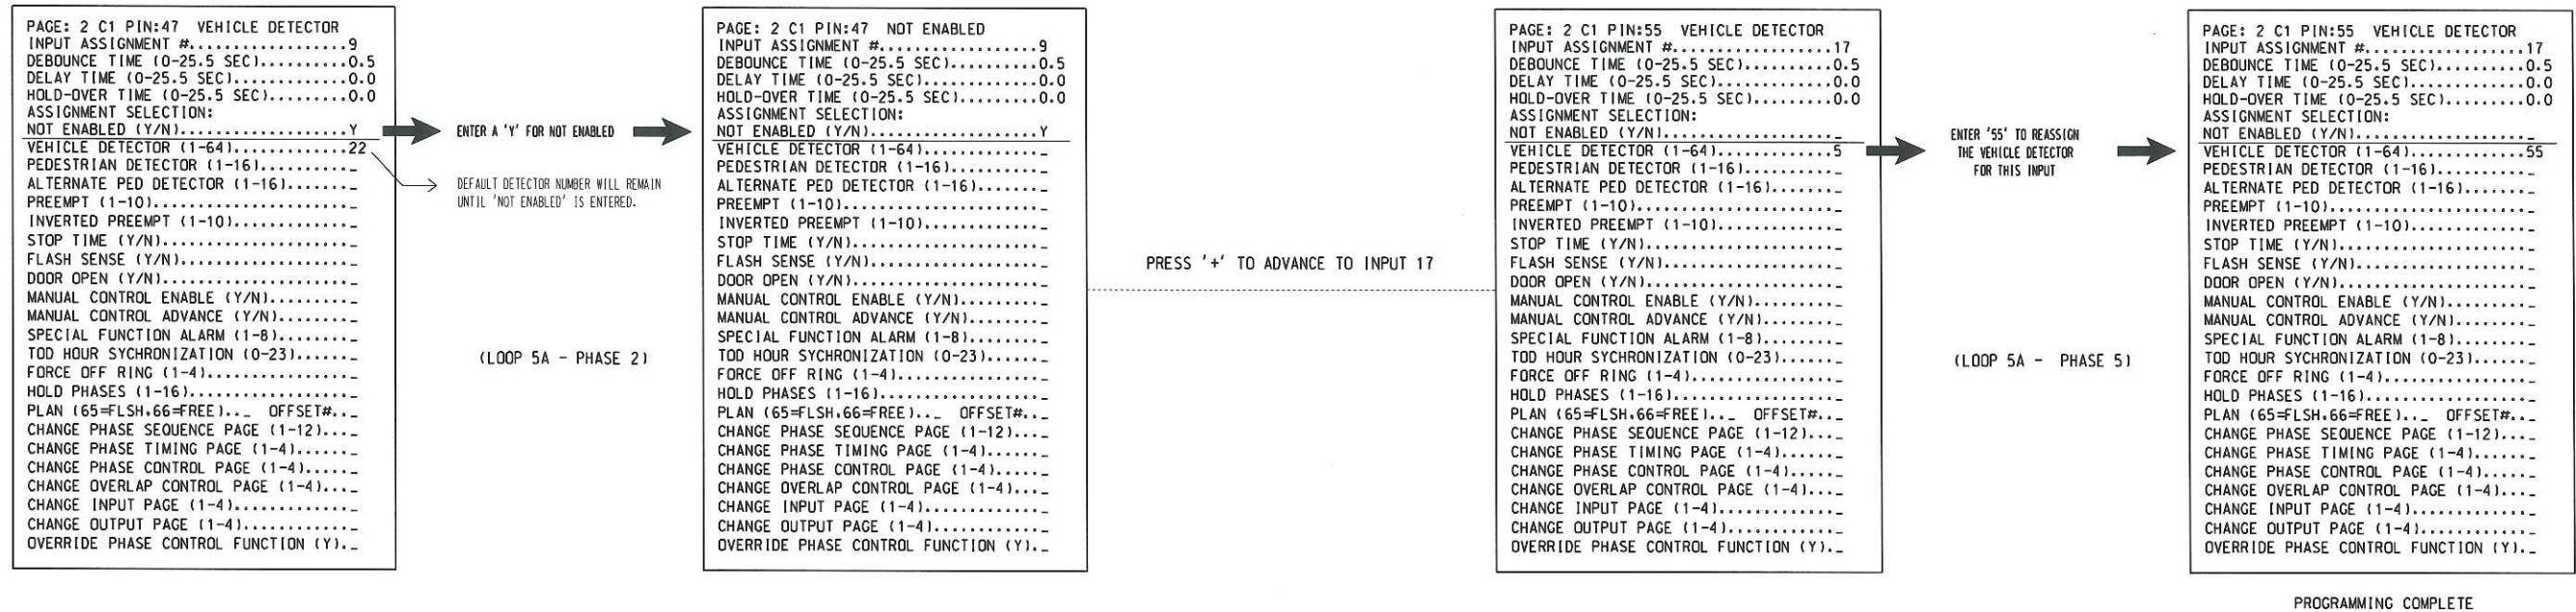 PAGE: 2 C1 PIN:47 VEHICLE DETECTOR
INPUT ASSIGNMENT #..................9
DEBOUNCE TIME (0-25.5 SEC)..........0.5
DELAY TIME (0-25.5 SEC).............0.0
HOLD-OVER TIME (0-25.5 SEC).........0.0
ASSIGNMENT SELECTION:
NOT ENABLED (Y/N)...................Y
VEHICLE DETECTOR (1-64).............22
PEDESTRIAN DETECTOR (1-16)..........._
ALTERNATE PED DETECTOR (1-16)......._
PREEMPT (1-10)......................_
INVERTED PREEMPT (1-10)............._
STOP TIME (Y/N)....................._
FLASH SENSE (Y/N)..................._
DOOR OPEN (Y/N)....................._
MANUAL CONTROL ENABLE (Y/N)........._
MANUAL CONTROL ADVANCE (Y/N)........_
SPECIAL FUNCTION ALARM (1-8)........_
TOD HOUR SYCHRONIZATION (0-23)......_
FORCE OFF RING (1-4)................_
HOLD PHASES (1-16).................._
PLAN (65=FLSH,66=FREE).._ OFFSET#.._
CHANGE PHASE SEQUENCE PAGE (1-12)..._
CHANGE PHASE TIMING PAGE (1-4)......_
CHANGE PHASE CONTROL PAGE (1-4)....._
CHANGE OVERLAP CONTROL PAGE (1-4)..._
CHANGE INPUT PAGE (1-4)............._
CHANGE OUTPUT PAGE (1-4)............_
OVERRIDE PHASE CONTROL FUNCTION (Y)._
ENTER A 'Y' FOR NOT ENABLED
DEFAULT DETECTOR NUMBER WILL REMAIN
UNTIL 'NOT ENABLED' IS ENTERED.
(LOOP 5A - PHASE 2)
PAGE: 2 C1 PIN:47 NOT ENABLED
INPUT ASSIGNMENT #..................9
DEBOUNCE TIME (0-25.5 SEC)..........0.5
DELAY TIME (0-25.5 SEC).............0.0
HOLD-OVER TIME (0-25.5 SEC).........0.0
ASSIGNMENT SELECTION:
NOT ENABLED (Y/N)...................Y
VEHICLE DETECTOR (1-64)............._
PEDESTRIAN DETECTOR (1-16)..........._
ALTERNATE PED DETECTOR (1-16)......._
PREEMPT (1-10)......................_
INVERTED PREEMPT (1-10)............._
STOP TIME (Y/N)....................._
FLASH SENSE (Y/N)..................._
DOOR OPEN (Y/N)....................._
MANUAL CONTROL ENABLE (Y/N)........._
MANUAL CONTROL ADVANCE (Y/N)........_
SPECIAL FUNCTION ALARM (1-8)........_
TOD HOUR SYCHRONIZATION (0-23)......_
FORCE OFF RING (1-4)................_
HOLD PHASES (1-16).................._
PLAN (65=FLSH,66=FREE).._ OFFSET#.._
CHANGE PHASE SEQUENCE PAGE (1-12)..._
CHANGE PHASE TIMING PAGE (1-4)......_
CHANGE PHASE CONTROL PAGE (1-4)....._
CHANGE OVERLAP CONTROL PAGE (1-4)..._
CHANGE INPUT PAGE (1-4)............._
CHANGE OUTPUT PAGE (1-4)............_
OVERRIDE PHASE CONTROL FUNCTION (Y)._
PRESS '+' TO ADVANCE TO INPUT 17
PAGE: 2 C1 PIN:55 VEHICLE DETECTOR
INPUT ASSIGNMENT #..................17
DEBOUNCE TIME (0-25.5 SEC)..........0.5
DELAY TIME (0-25.5 SEC).............0.0
HOLD-OVER TIME (0-25.5 SEC).........0.0
ASSIGNMENT SELECTION:
NOT ENABLED (Y/N)..................._
VEHICLE DETECTOR (1-64).............5
PEDESTRIAN DETECTOR (1-16)..........._
ALTERNATE PED DETECTOR (1-16)......._
PREEMPT (1-10)......................_
INVERTED PREEMPT (1-10)............._
STOP TIME (Y/N)....................._
FLASH SENSE (Y/N)..................._
DOOR OPEN (Y/N)....................._
MANUAL CONTROL ENABLE (Y/N)........._
MANUAL CONTROL ADVANCE (Y/N)........_
SPECIAL FUNCTION ALARM (1-8)........_
TOD HOUR SYCHRONIZATION (0-23)......_
FORCE OFF RING (1-4)................_
HOLD PHASES (1-16).................._
PLAN (65=FLSH,66=FREE).._ OFFSET#.._
CHANGE PHASE SEQUENCE PAGE (1-12)..._
CHANGE PHASE TIMING PAGE (1-4)......_
CHANGE PHASE CONTROL PAGE (1-4)....._
CHANGE OVERLAP CONTROL PAGE (1-4)..._
CHANGE INPUT PAGE (1-4)............._
CHANGE OUTPUT PAGE (1-4)............_
OVERRIDE PHASE CONTROL FUNCTION (Y)._
ENTER '55' TO REASSIGN
THE VEHICLE DETECTOR
FOR THIS INPUT
(LOOP 5A - PHASE 5)
PAGE: 2 C1 PIN:55 VEHICLE DETECTOR
INPUT ASSIGNMENT #..................17
DEBOUNCE TIME (0-25.5 SEC)..........0.5
DELAY TIME (0-25.5 SEC).............0.0
HOLD-OVER TIME (0-25.5 SEC).........0.0
ASSIGNMENT SELECTION:
NOT ENABLED (Y/N)..................._
VEHICLE DETECTOR (1-64).............55
PEDESTRIAN DETECTOR (1-16)..........._
ALTERNATE PED DETECTOR (1-16)......._
PREEMPT (1-10)......................_
INVERTED PREEMPT (1-10)............._
STOP TIME (Y/N)....................._
FLASH SENSE (Y/N)..................._
DOOR OPEN (Y/N)....................._
MANUAL CONTROL ENABLE (Y/N)........._
MANUAL CONTROL ADVANCE (Y/N)........_
SPECIAL FUNCTION ALARM (1-8)........_
TOD HOUR SYCHRONIZATION (0-23)......_
FORCE OFF RING (1-4)................_
HOLD PHASES (1-16).................._
PLAN (65=FLSH,66=FREE).._ OFFSET#.._
CHANGE PHASE SEQUENCE PAGE (1-12)..._
CHANGE PHASE TIMING PAGE (1-4)......_
CHANGE PHASE CONTROL PAGE (1-4)....._
CHANGE OVERLAP CONTROL PAGE (1-4)..._
CHANGE INPUT PAGE (1-4)............._
CHANGE OUTPUT PAGE (1-4)............_
OVERRIDE PHASE CONTROL FUNCTION (Y)._
PROGRAMMING COMPLETE